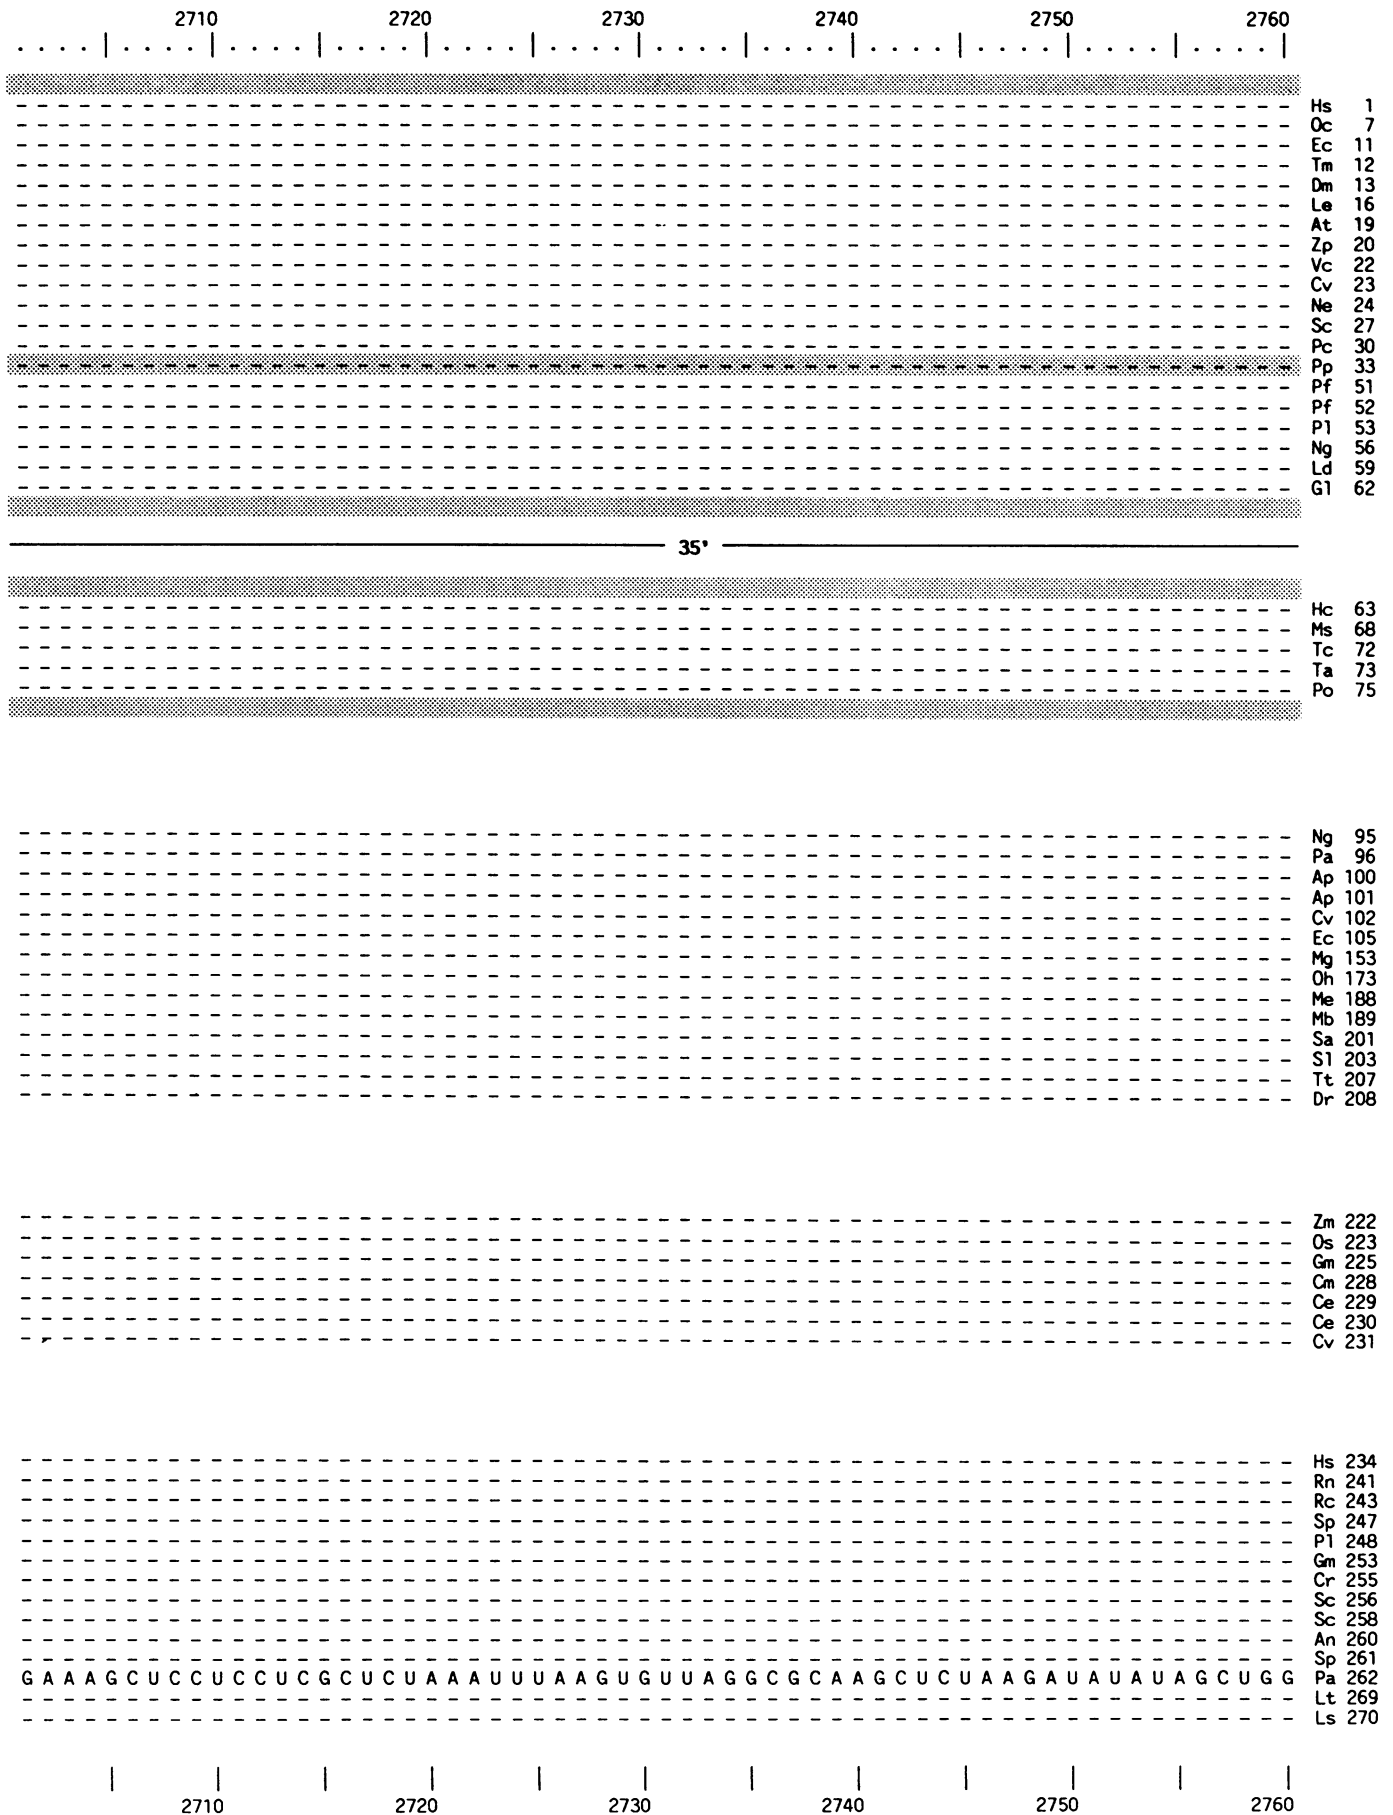 2710 2720 2730 2740 2750 2760
Hs 1
Oc 7
Ec 11
Tm 12
Dm 13
Le 16
At 19
Zp 20
Vc 22
Cv 23
Ne 24
Sc 27
Pc 30
Pp 33
Pf 51
Pf 52
Pl 53
Ng 56
Ld 59
Gl 62
35'
Hc 63
Ms 68
Tc 72
Ta 73
Po 75
Ng 95
Pa 96
Ap 100
Ap 101
Cv 102
Ec 105
Mg 153
Oh 173
Me 188
Mb 189
Sa 201
Sl 203
Tt 207
Dr 208
Zm 222
Os 223
Gm 225
Cm 228
Ce 229
Ce 230
Cv 231
Hs 234
Rn 241
Rc 243
Sp 247
Pl 248
Gm 253
Cr 255
Sc 256
Sc 258
An 260
Sp 261
G A A A G C U C C U C C U C G C U C U A A A U U U A A G U G U U A G G C G C A A G C U C U A A G A U A U A U A G C U G G Pa 262
Lt 269
Ls 270
2710 2720 2730 2740 2750 2760